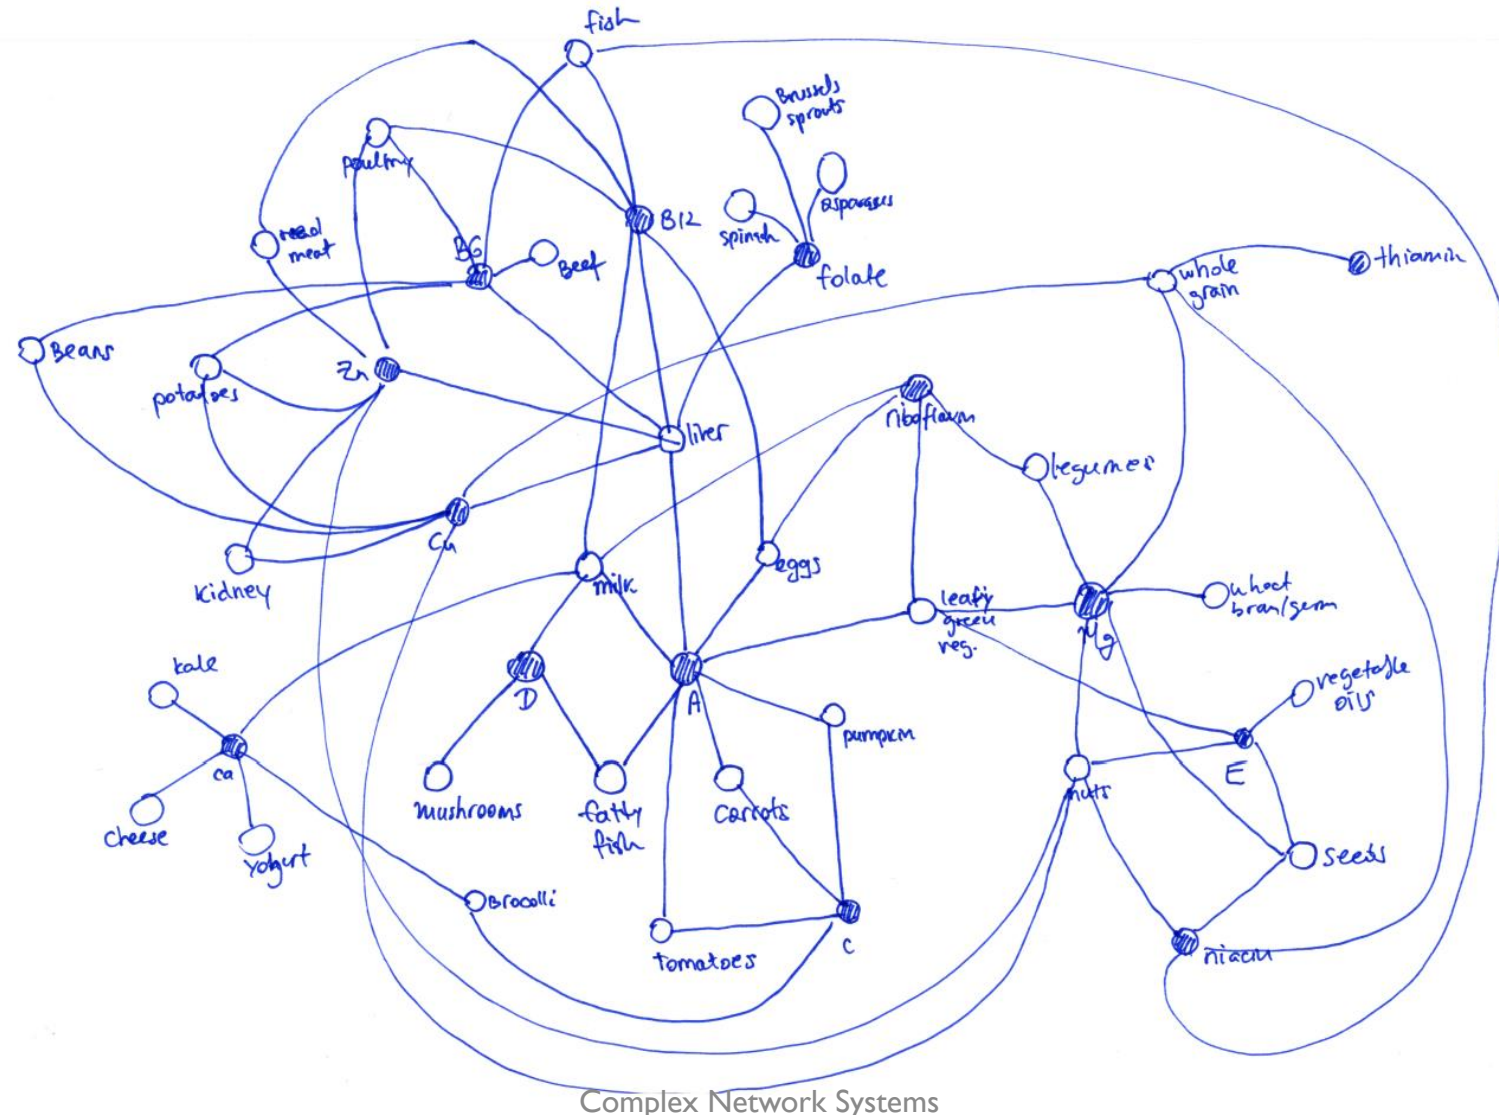 fish
Brussels
sprouts
poultry
asparagus
spinach
B12
red
meat
B6
Beef
folate
whole
grain
thiamin
Beans
potatoes
Zn
riboflavin
liver
legumes
Cu
kidney
milk
eggs
leafy
green
veg.
Mg
wheat
bran/germ
kale
D
A
vegetable
oils
pumpkin
ca
E
nuts
mushrooms
fatty
fish
Carrots
cheese
yogurt
seeds
Brocolli
C
niacin
Tomatoes
Complex Network Systems